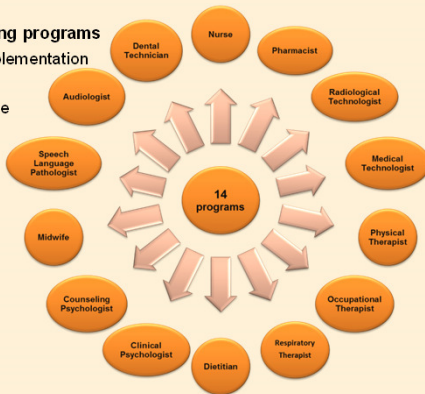 ng programs
plementation
e
Nurse
Pharmacist
Radiological
Technologist
Medical
Technologist
Physical
Therapist
Occupational
Therapist
Respiratory
Therapist
Dietitian
Clinical
Psychologist
Counseling
Psychologist
Midwife
Speech
Language
Pathologist
Audiologist
Dental
Technician
14
programs